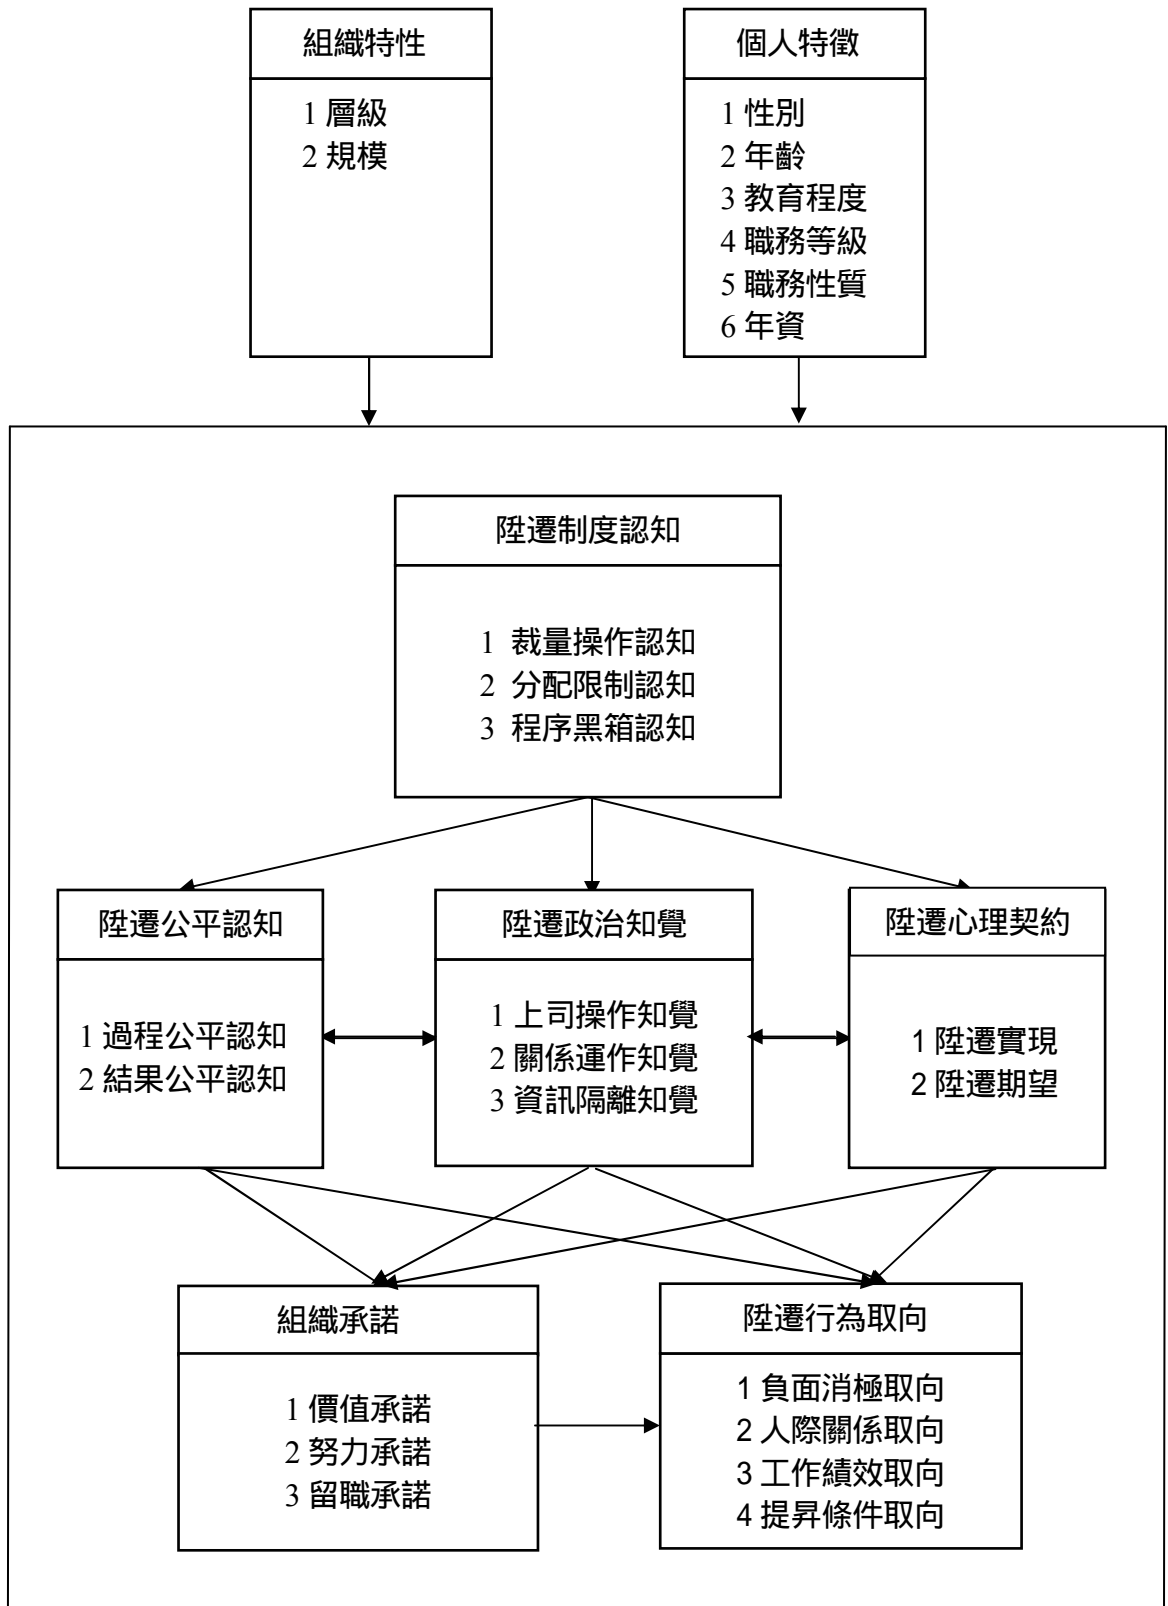 組織特性
1 層級
2 規模
個人特徵
1 性別
2 年齡
3 教育程度
4 職務等級
5 職務性質
6 年資
陞遷制度認知
1 裁量操作認知
2 分配限制認知
3 程序黑箱認知
陞遷公平認知
1 過程公平認知
2 結果公平認知
陞遷政治知覺
1 上司操作知覺
2 關係運作知覺
3 資訊隔離知覺
陞遷心理契約
1 陞遷實現
2 陞遷期望
組織承諾
1 價值承諾
2 努力承諾
3 留職承諾
陞遷行為取向
1 負面消極取向
2 人際關係取向
3 工作績效取向
4 提昇條件取向